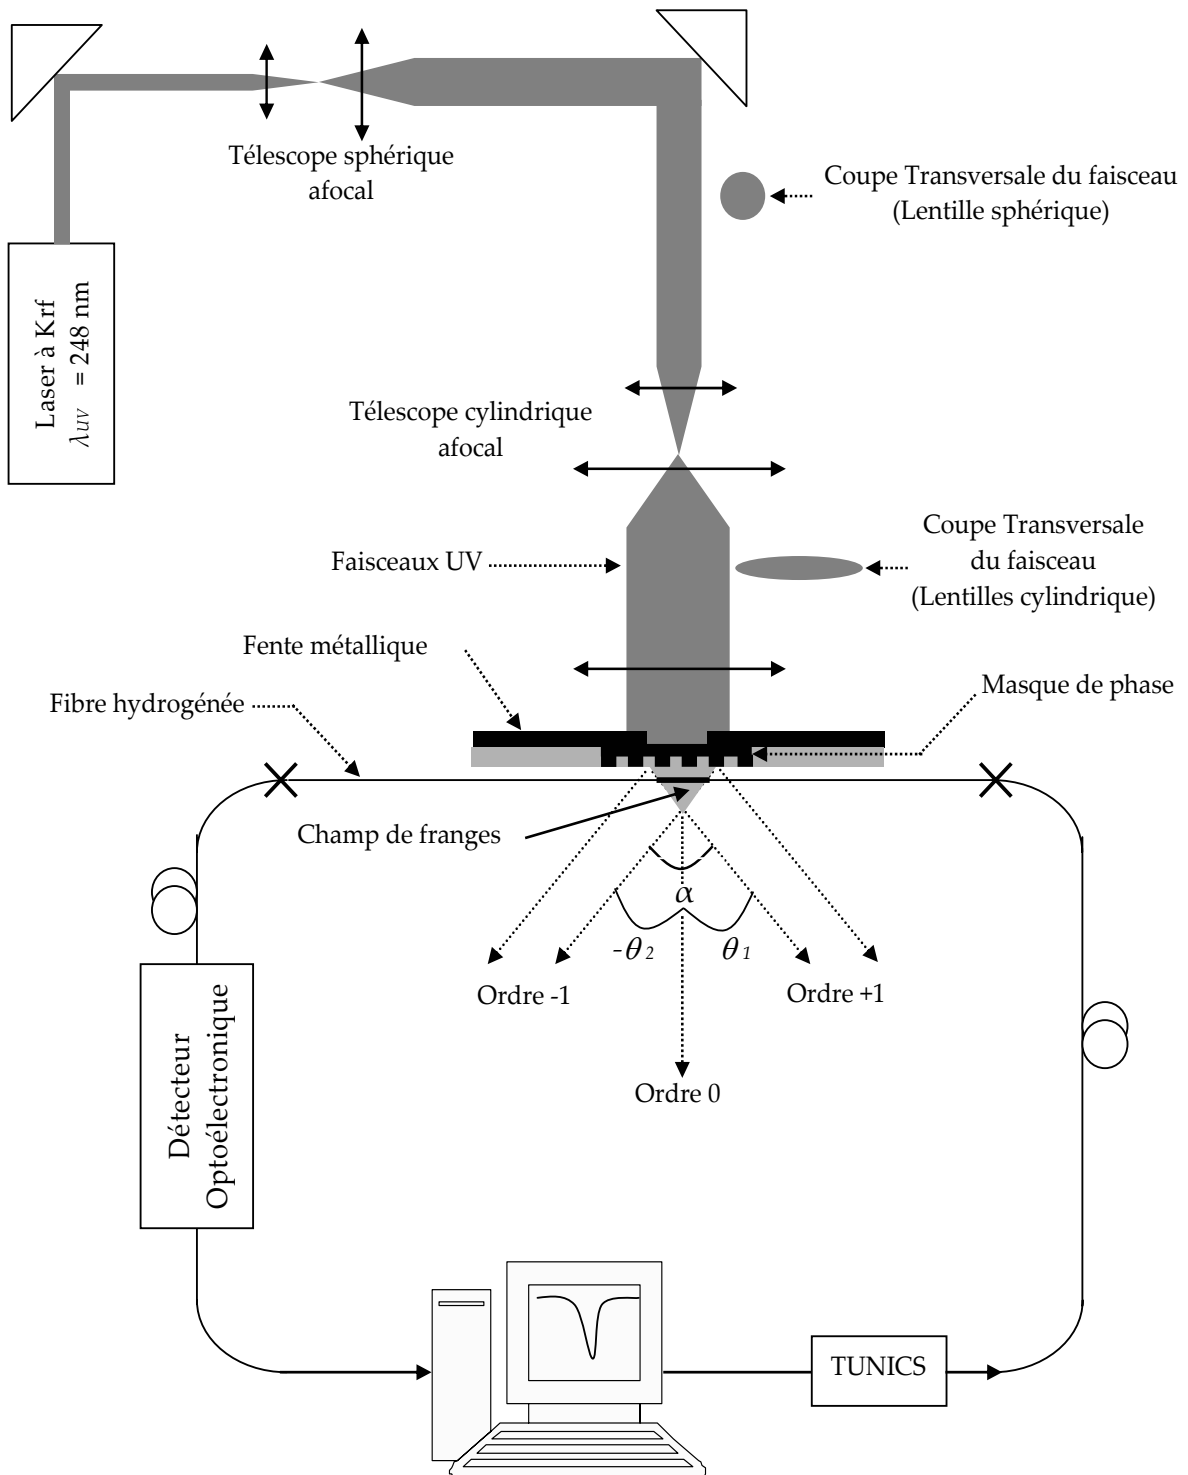 Télescope sphérique
afocal
Coupe Transversale du faisceau
(Lentille sphérique)
Laser à Krf
λUV = 248 nm
Télescope cylindrique
afocal
Coupe Transversale
du faisceau
(Lentilles cylindrique)
Faisceaux UV
Fente métallique
Masque de phase
Fibre hydrogénée
Champ de franges
α
-θ2
θ1
Ordre -1
Ordre +1
Ordre 0
Détecteur
Optoélectronique
TUNICS